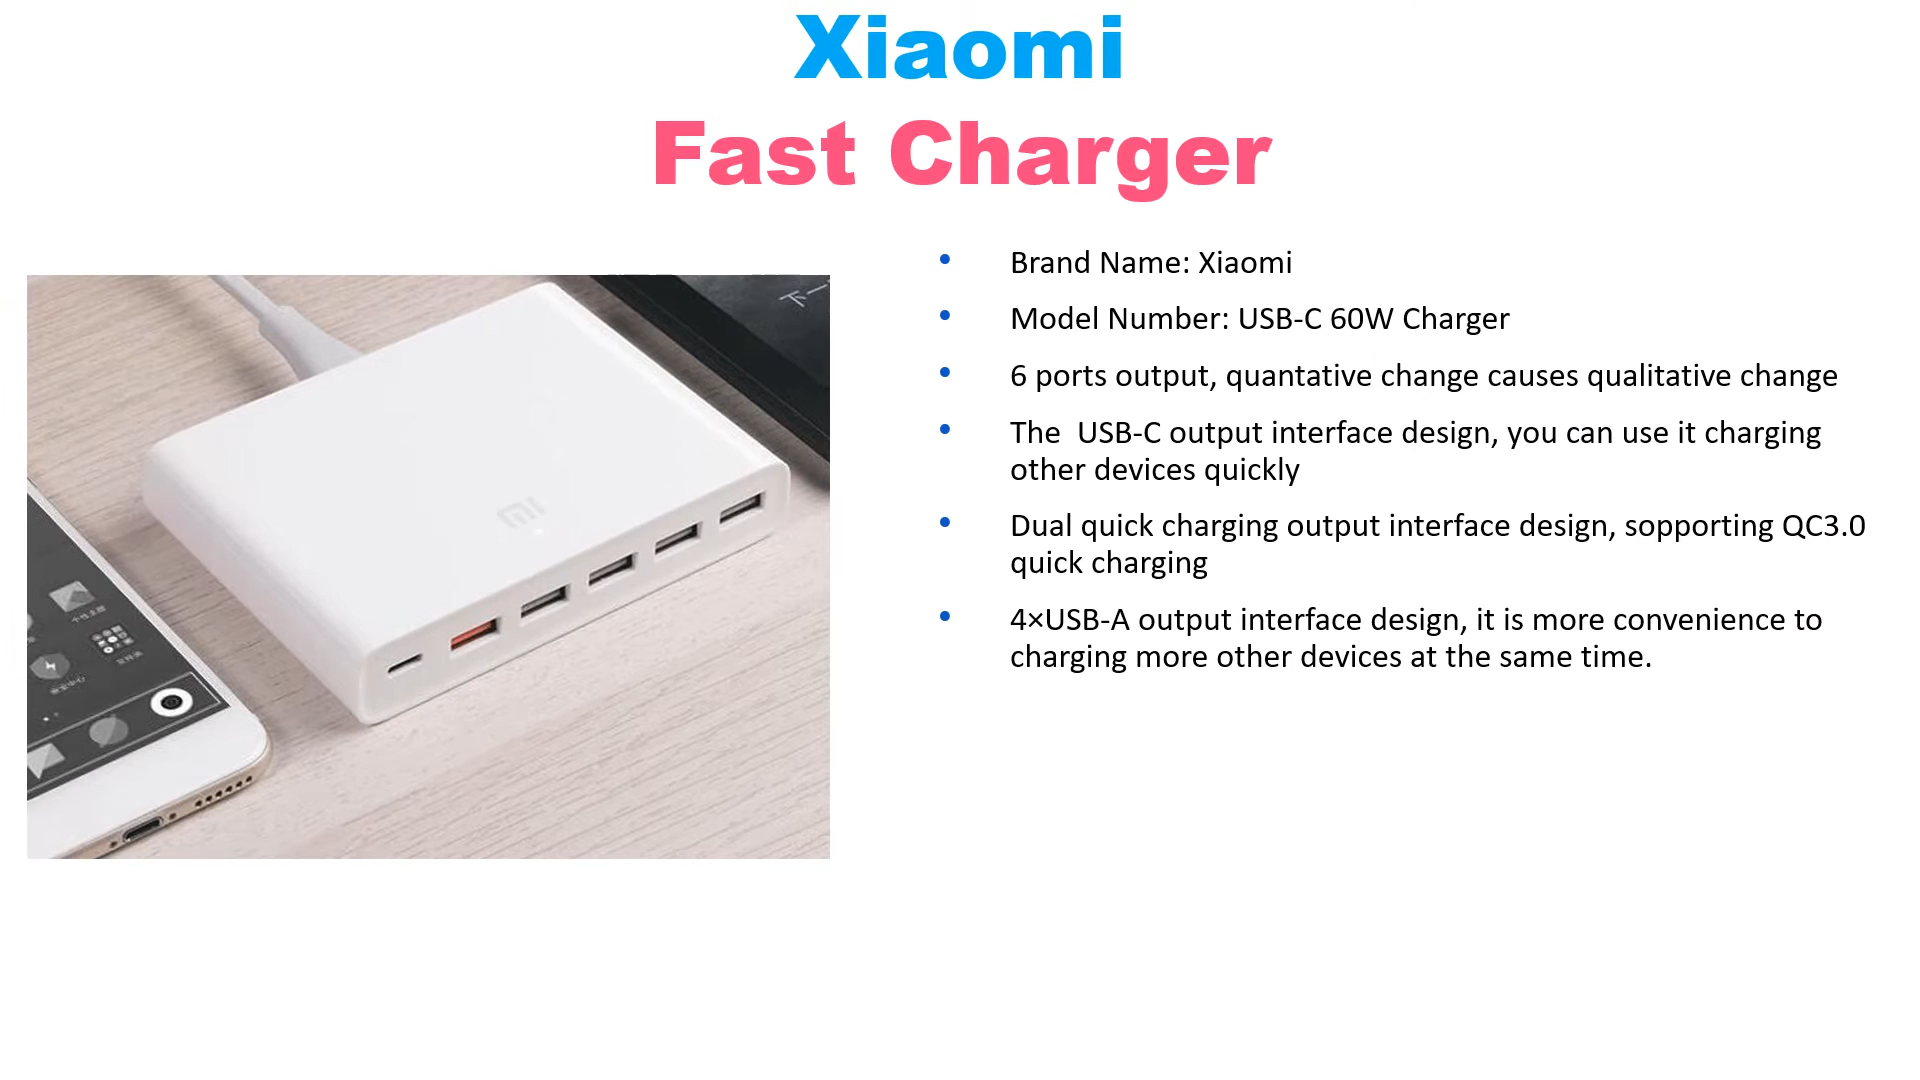 Xiaomi
Fast Charger
• Brand Name: Xiaomi
• Model Number: USB-C 60W Charger
• 6 ports output, quantative change causes qualitative change
• The  USB-C output interface design, you can use it charging
other devices quickly
• Dual quick charging output interface design, sopporting QC3.0
quick charging
• 4×USB-A output interface design, it is more convenience to
charging more other devices at the same time.
下一
mi